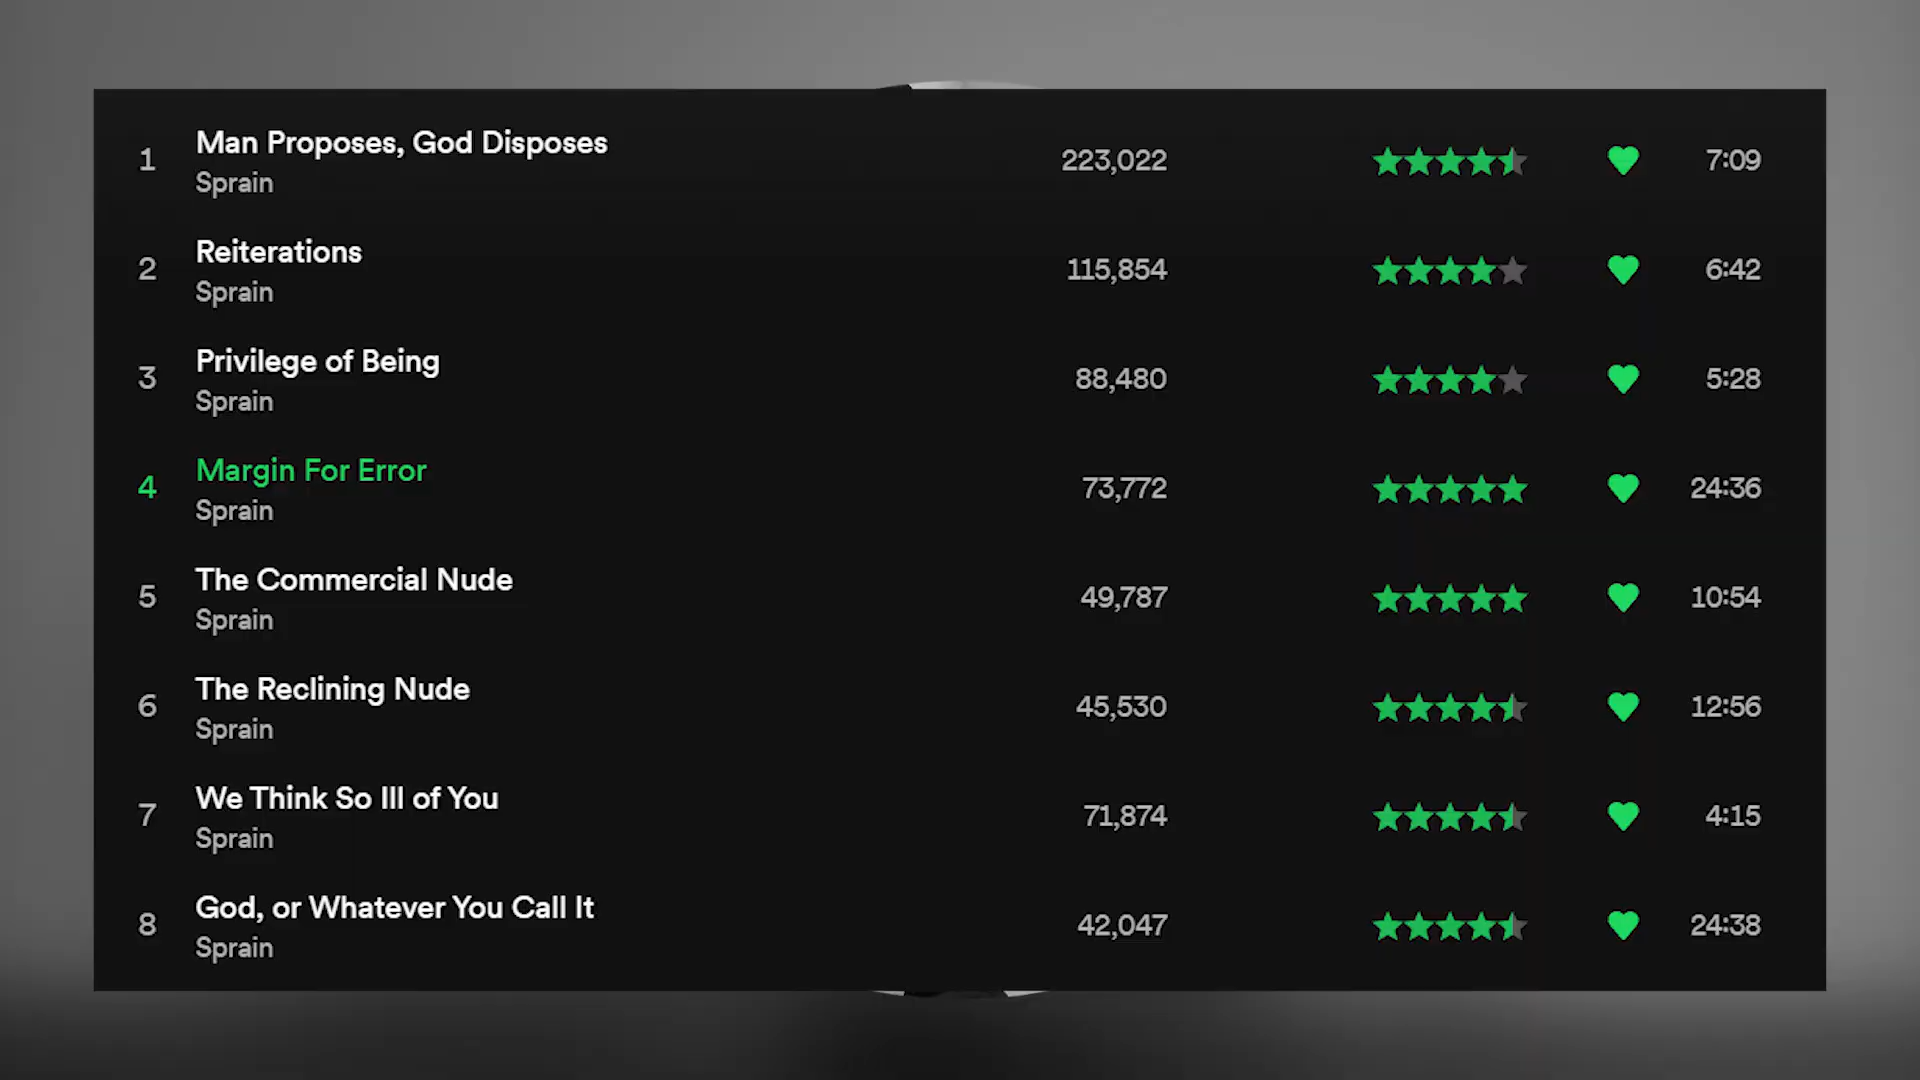 1 Man Proposes, God Disposes 223,022 7:09
Sprain
2 Reiterations 115,854 6:42
Sprain
3 Privilege of Being 88,480 5:28
Sprain
4 Margin For Error 73,772 24:36
Sprain
5 The Commercial Nude 49,787 10:54
Sprain
6 The Reclining Nude 45,530 12:56
Sprain
7 We Think So Ill of You 71,874 4:15
Sprain
8 God, or Whatever You Call It 42,047 24:38
Sprain